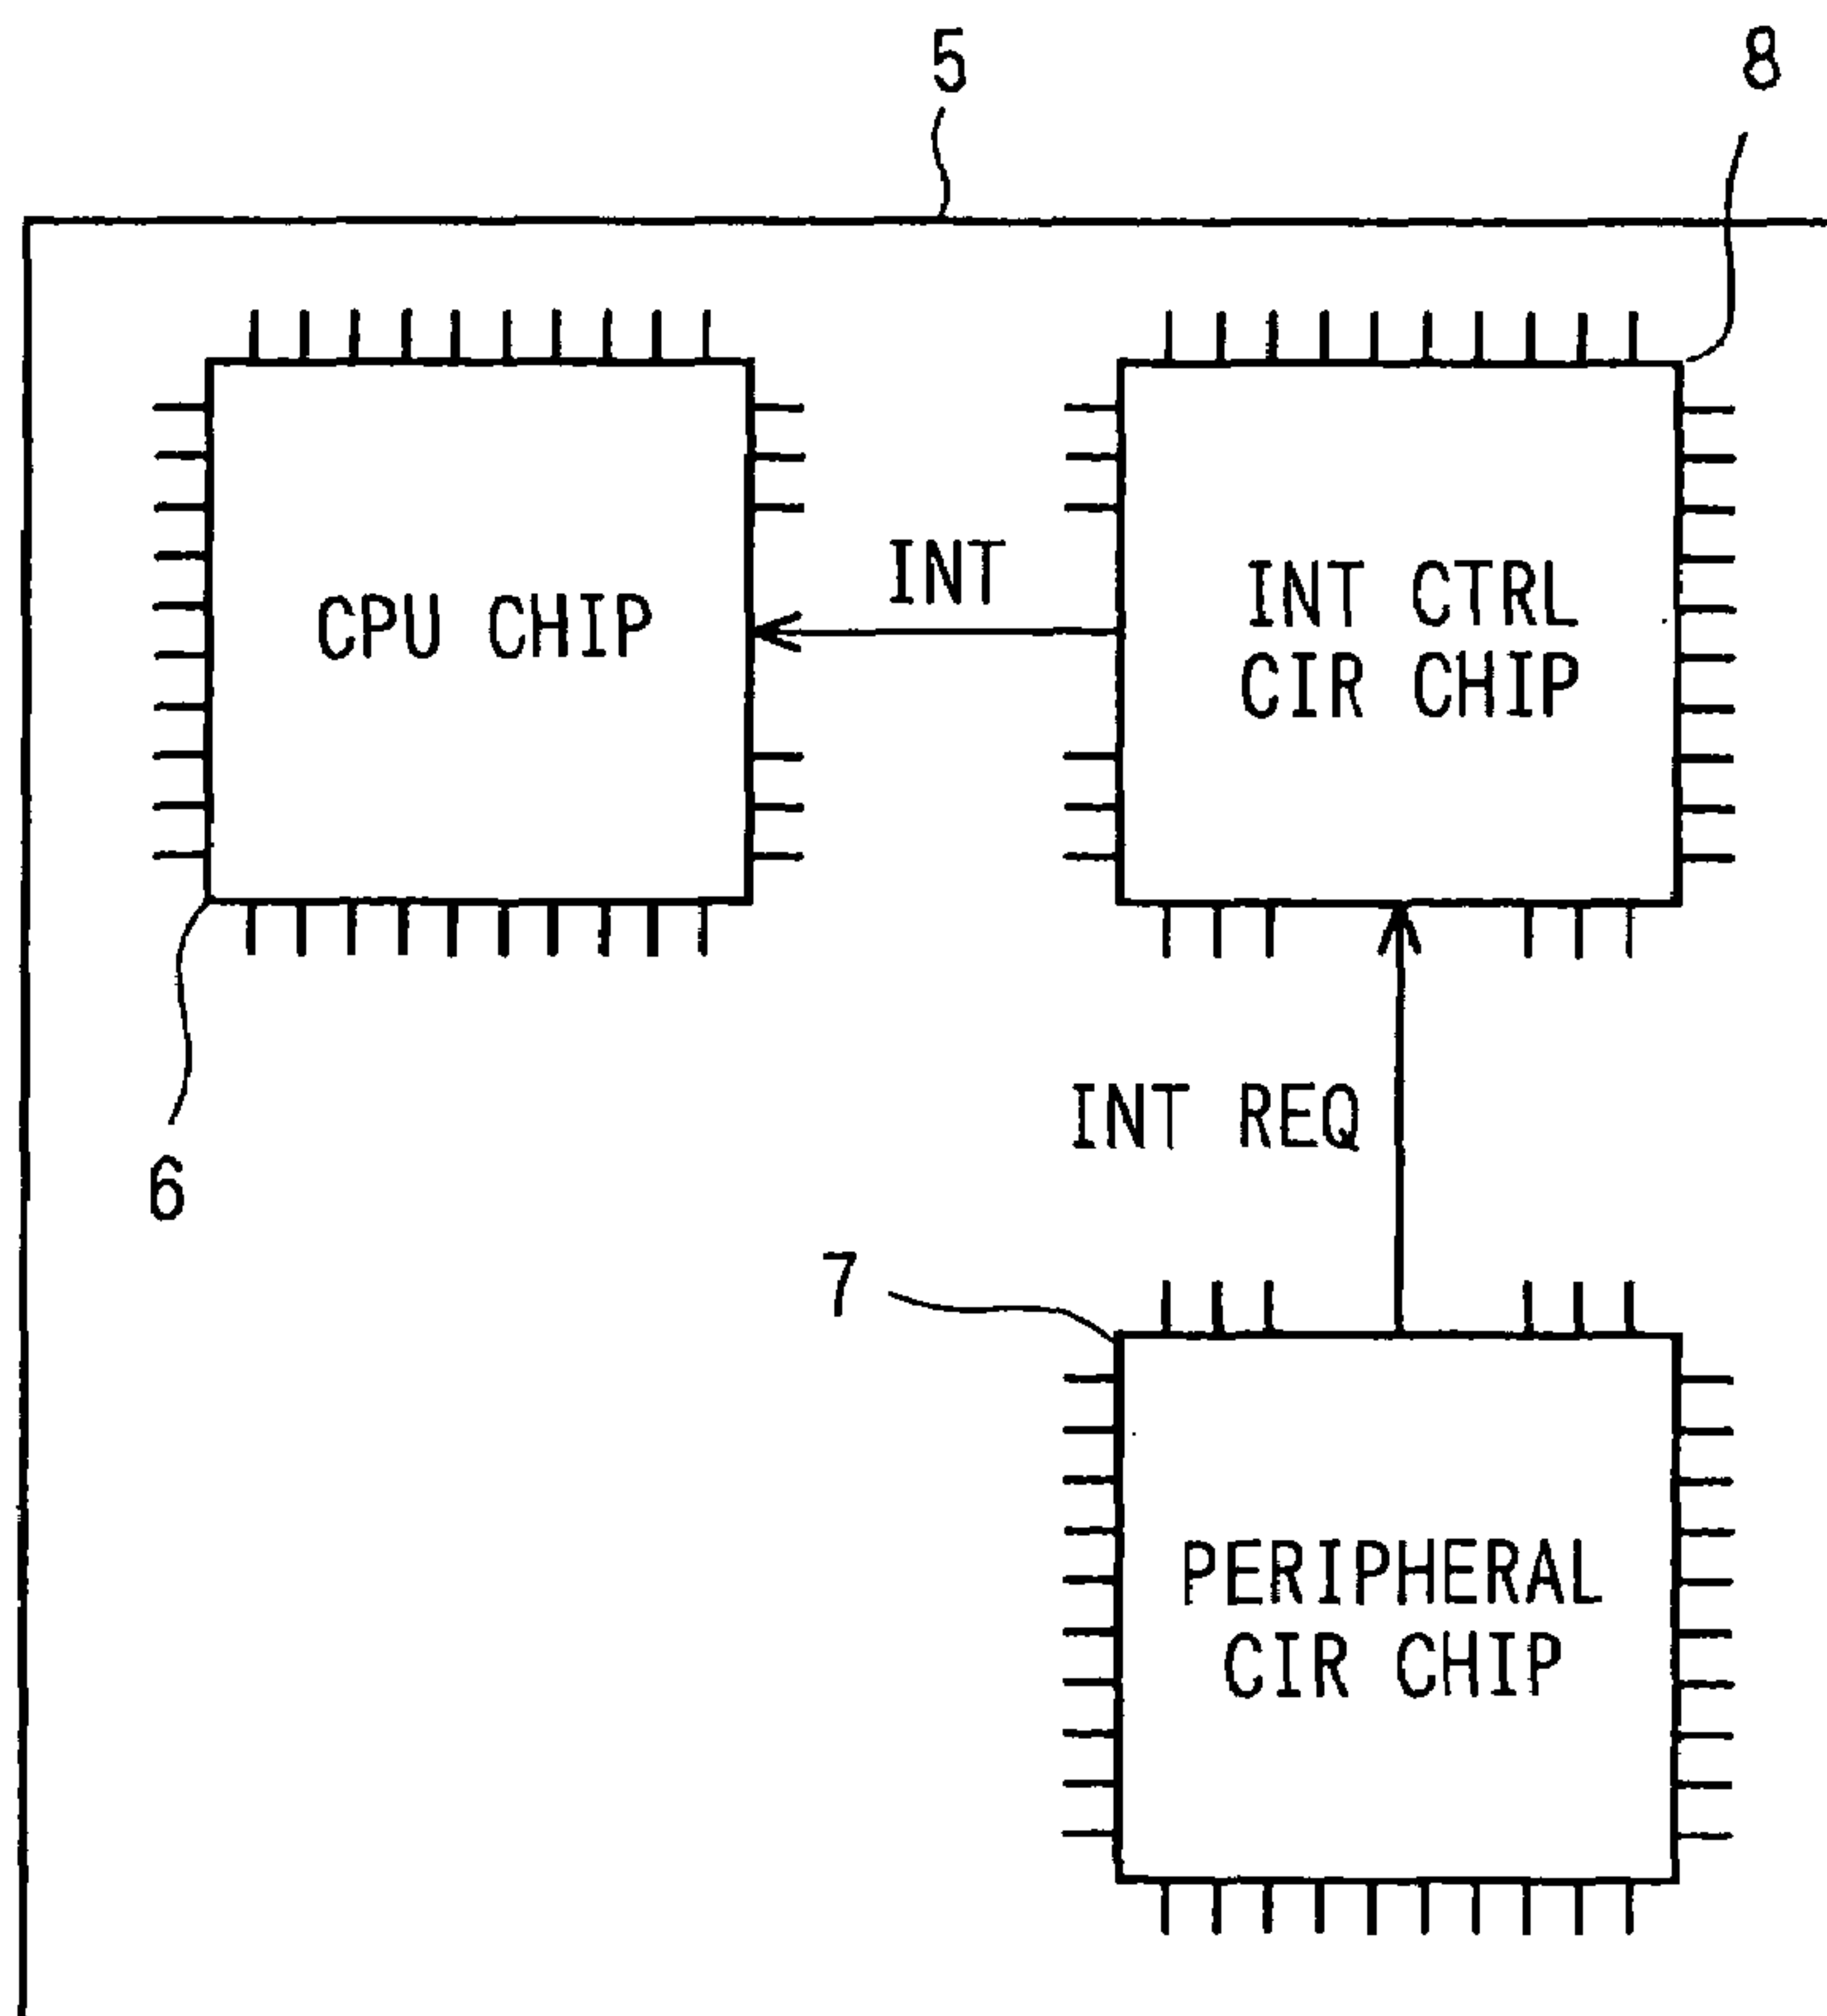 5
8
CPU CHIP
INT
INT CTRL
CIR CHIP
INT REQ
6
7
PERIPHERAL
CIR CHIP